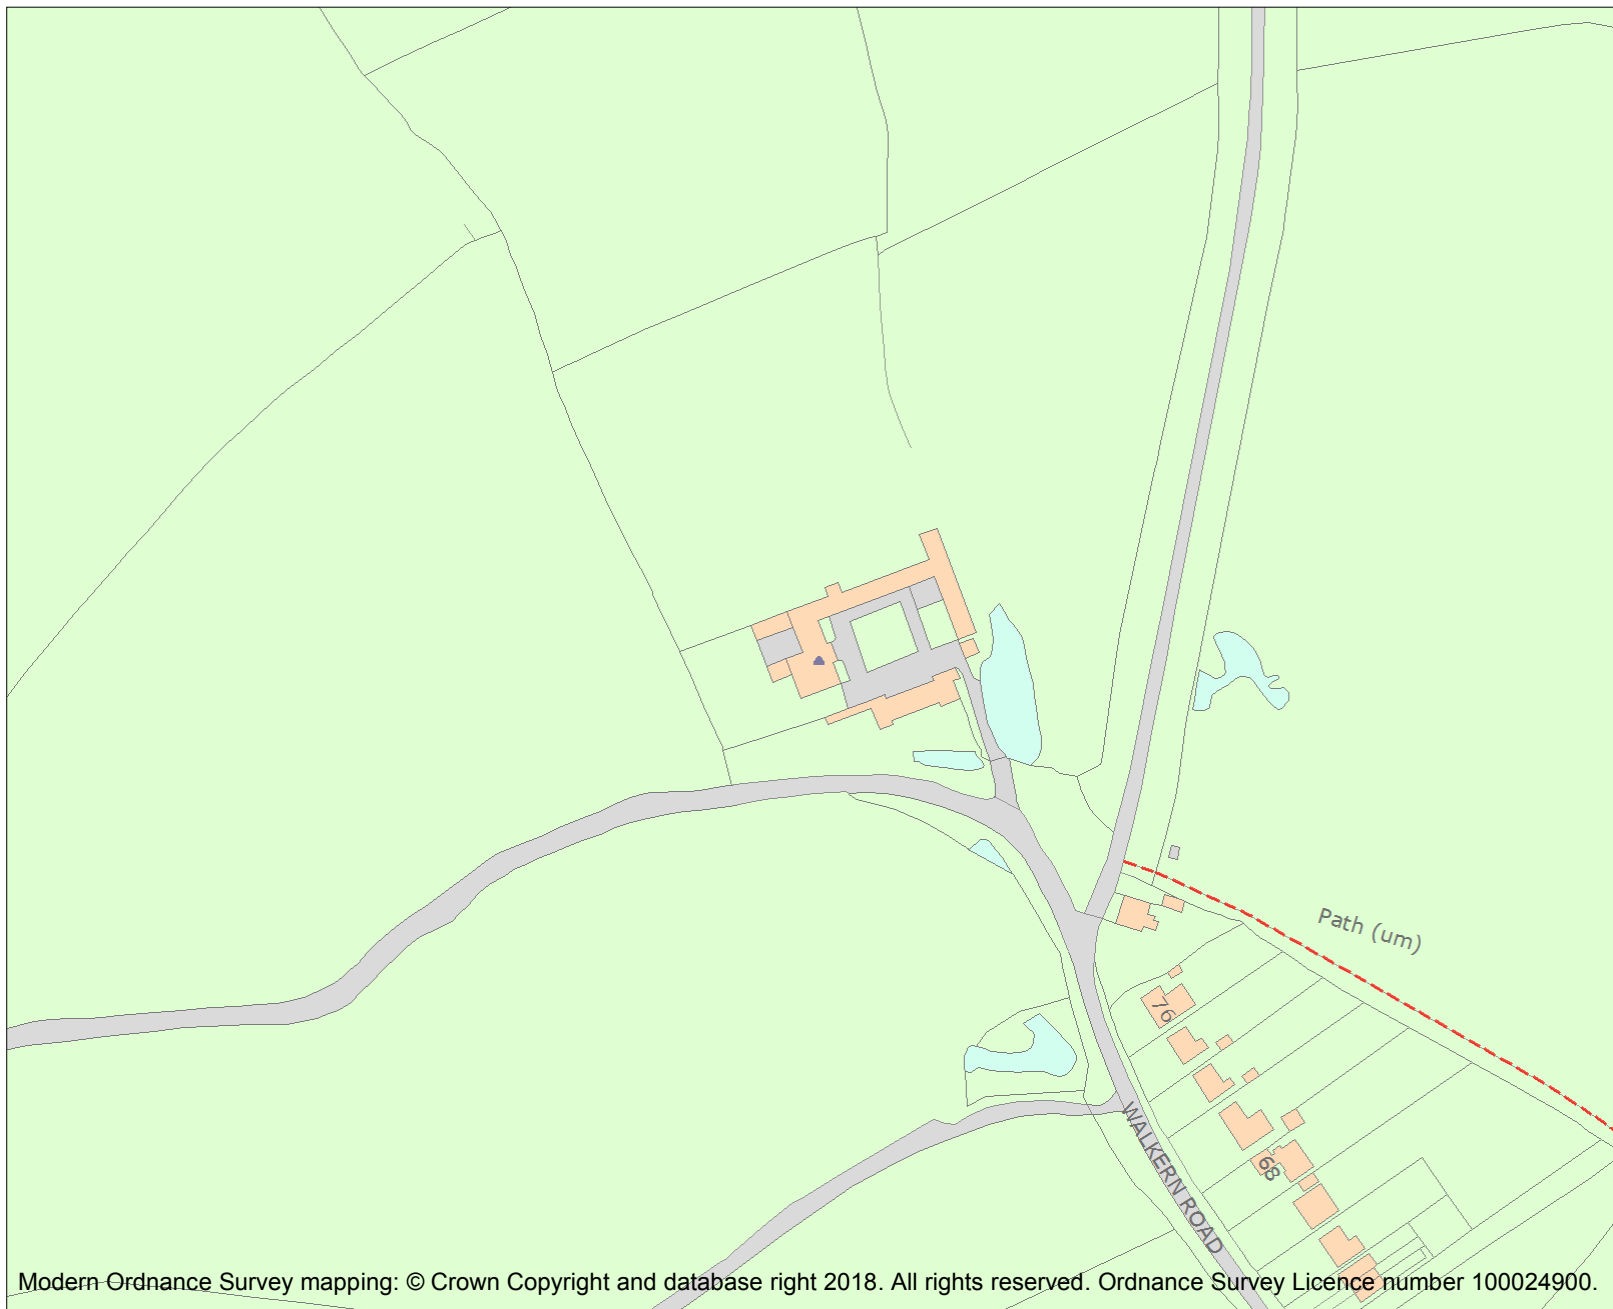 Path (um)
76
68
WALKERN ROAD
Modern Ordnance Survey mapping: © Crown Copyright and database right 2018. All rights reserved. Ordnance Survey Licence number 100024900.